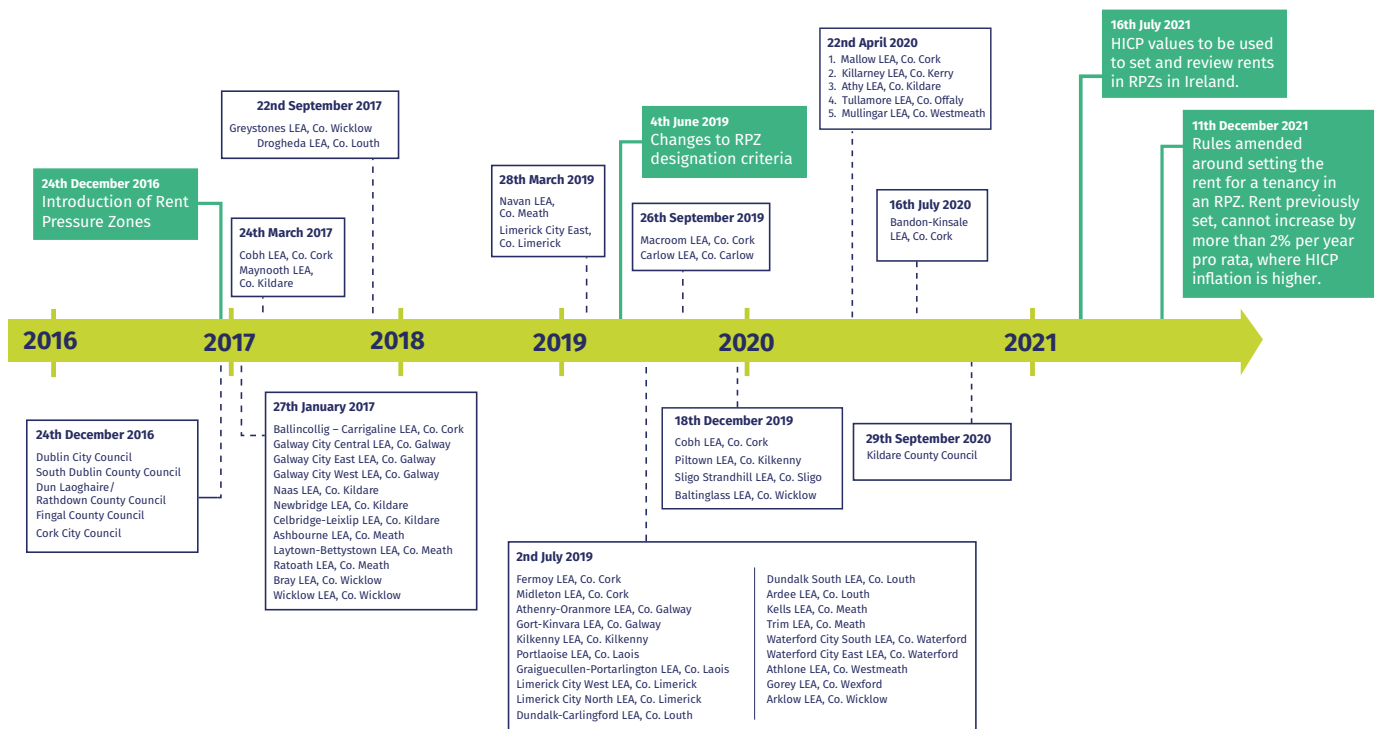 24th December 2016
Introduction of Rent
Pressure Zones
22nd September 2017
Greystones LEA, Co. Wicklow
Drogheda LEA, Co. Louth
24th March 2017
Cobh LEA, Co. Cork
Maynooth LEA,
Co. Kildare
28th March 2019
Navan LEA,
Co. Meath
Limerick City East,
Co. Limerick
4th June 2019
Changes to RPZ
designation criteria
26th September 2019
Macroom LEA, Co. Cork
Carlow LEA, Co. Carlow
22nd April 2020
1. Mallow LEA, Co. Cork
2. Killarney LEA, Co. Kerry
3. Athy LEA, Co. Kildare
4. Tullamore LEA, Co. Offaly
5. Mullingar LEA, Co. Westmeath
16th July 2020
Bandon-Kinsale
LEA, Co. Cork
16th July 2021
HICP values to be used
to set and review rents
in RPZs in Ireland.
11th December 2021
Rules amended
around setting the
rent for a tenancy in
an RPZ. Rent previously
set, cannot increase by
more than 2% per year
pro rata, where HICP
inflation is higher.
2016
2017
2018
2019
2020
2021
24th December 2016
Dublin City Council
South Dublin County Council
Dun Laoghaire/
Rathdown County Council
Fingal County Council
Cork City Council
27th January 2017
Ballincollig – Carrigaline LEA, Co. Cork
Galway City Central LEA, Co. Galway
Galway City East LEA, Co. Galway
Galway City West LEA, Co. Galway
Naas LEA, Co. Kildare
Newbridge LEA, Co. Kildare
Celbridge-Leixlip LEA, Co. Kildare
Ashbourne LEA, Co. Meath
Laytown-Bettystown LEA, Co. Meath
Ratoath LEA, Co. Meath
Bray LEA, Co. Wicklow
Wicklow LEA, Co. Wicklow
2nd July 2019
Fermoy LEA, Co. Cork
Midleton LEA, Co. Cork
Athenry-Oranmore LEA, Co. Galway
Gort-Kinvara LEA, Co. Galway
Kilkenny LEA, Co. Kilkenny
Portlaoise LEA, Co. Laois
Graiguecullen-Portarlington LEA, Co. Laois
Limerick City West LEA, Co. Limerick
Limerick City North LEA, Co. Limerick
Dundalk-Carlingford LEA, Co. Louth
Dundalk South LEA, Co. Louth
Ardee LEA, Co. Louth
Kells LEA, Co. Meath
Trim LEA, Co. Meath
Waterford City South LEA, Co. Waterford
Waterford City East LEA, Co. Waterford
Athlone LEA, Co. Westmeath
Gorey LEA, Co. Wexford
Arklow LEA, Co. Wicklow
18th December 2019
Cobh LEA, Co. Cork
Piltown LEA, Co. Kilkenny
Sligo Strandhill LEA, Co. Sligo
Baltinglass LEA, Co. Wicklow
29th September 2020
Kildare County Council